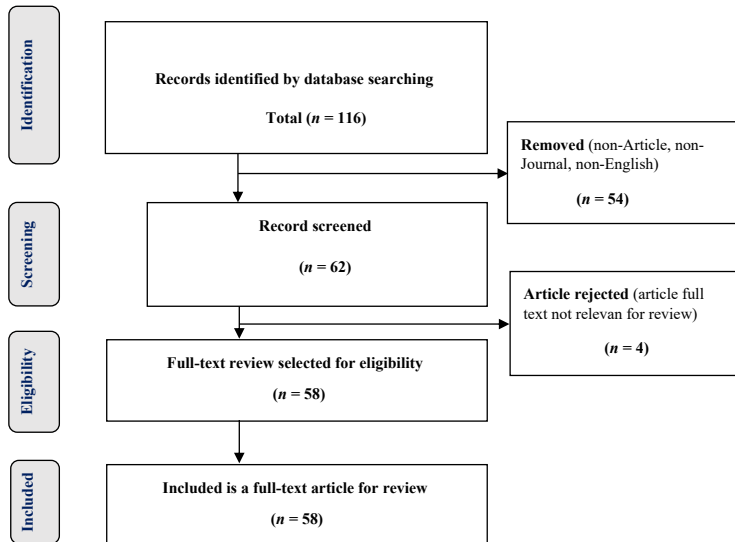 Identification
Records identified by database searching
Total (n = 116)
Removed (non-Article, non-
Journal, non-English)
(n = 54)
Screening
Record screened
(n = 62)
Article rejected (article full
text not relevan for review)
(n = 4)
Eligibility
Full-text review selected for eligibility
(n = 58)
Included
Included is a full-text article for review
(n = 58)